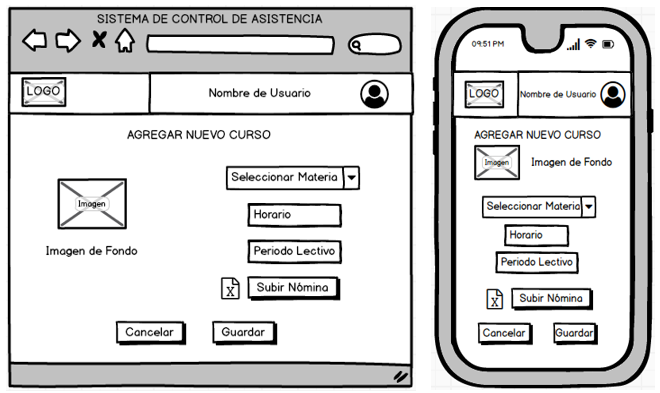 SISTEMA DE CONTROL DE ASISTENCIA
LOGO
Nombre de Usuario
AGREGAR NUEVO CURSO
Imagen
Imagen de Fondo
Seleccionar Materia
Horario
Periodo Lectivo
X
Subir Nómina
Cancelar
Guardar
09:51 PM
LOGO
Nombre de Usuario
AGREGAR NUEVO CURSO
Imagen
Imagen de Fondo
Seleccionar Materia
Horario
Periodo Lectivo
X
Subir Nómina
Cancelar
Guardar